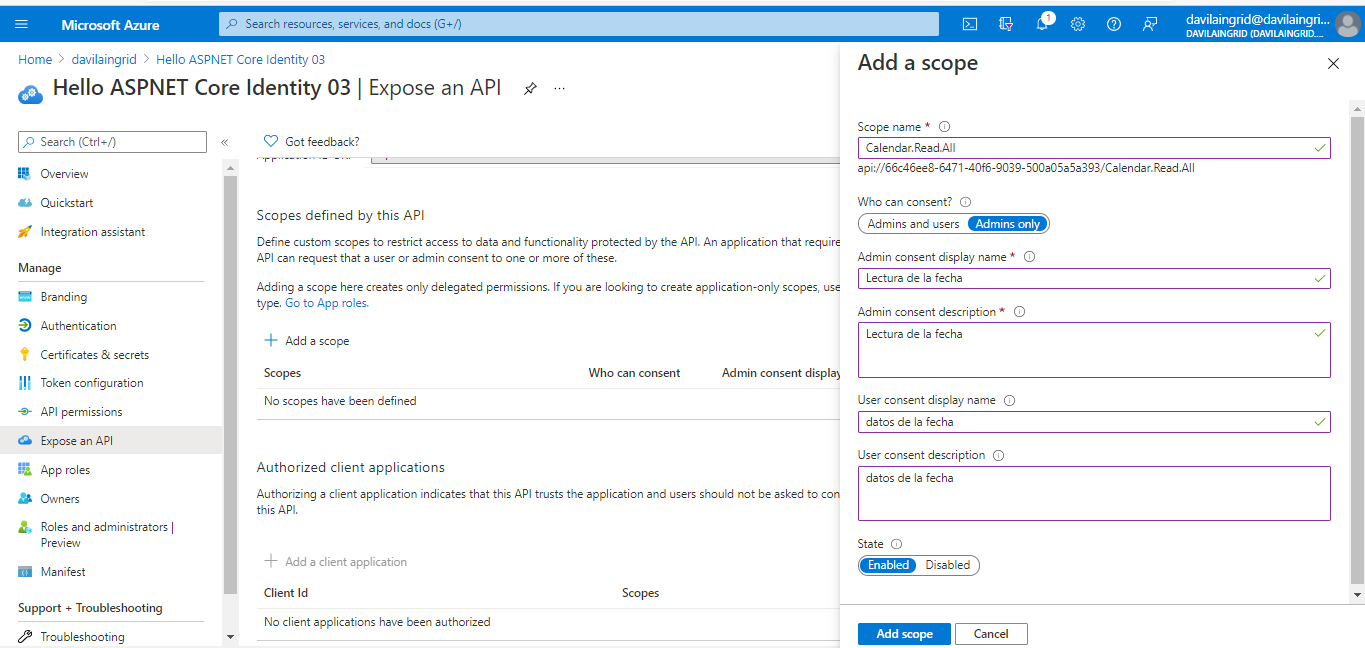 Microsoft Azure
Search resources, services, and docs (G+/)
1
davilaingrid@davilaingri...
DAVILAINGRID (DAVILAINGRID....
Home > davilaingrid > Hello ASPNET Core Identity 03
Hello ASPNET Core Identity 03 | Expose an API
...
Search (Ctrl+/)
«
Overview
Quickstart
Integration assistant
Manage
Branding
Authentication
Certificates & secrets
Token configuration
API permissions
Expose an API
App roles
Owners
Roles and administrators |
Preview
Manifest
Support + Troubleshooting
Troubleshooting
Got feedback?
Scopes defined by this API
Define custom scopes to restrict access to data and functionality protected by the API. An application that require
API can request that a user or admin consent to one or more of these.
Adding a scope here creates only delegated permissions. If you are looking to create application-only scopes, use
type. Go to App roles.
Add a scope
Scopes Who can consent Admin consent display
No scopes have been defined
Authorized client applications
Authorizing a client application indicates that this API trusts the application and users should not be asked to con
this API.
Add a client application
Client Id Scopes
No client applications have been authorized
Add a scope
Scope name *
Calendar.Read.All
api://66c46ee8-6471-40f6-9039-500a05a5a393/Calendar.Read.All
Who can consent?
Admins and users Admins only
Admin consent display name *
Lectura de la fecha
Admin consent description *
Lectura de la fecha
User consent display name
datos de la fecha
User consent description
datos de la fecha
State
Enabled Disabled
Add scope Cancel